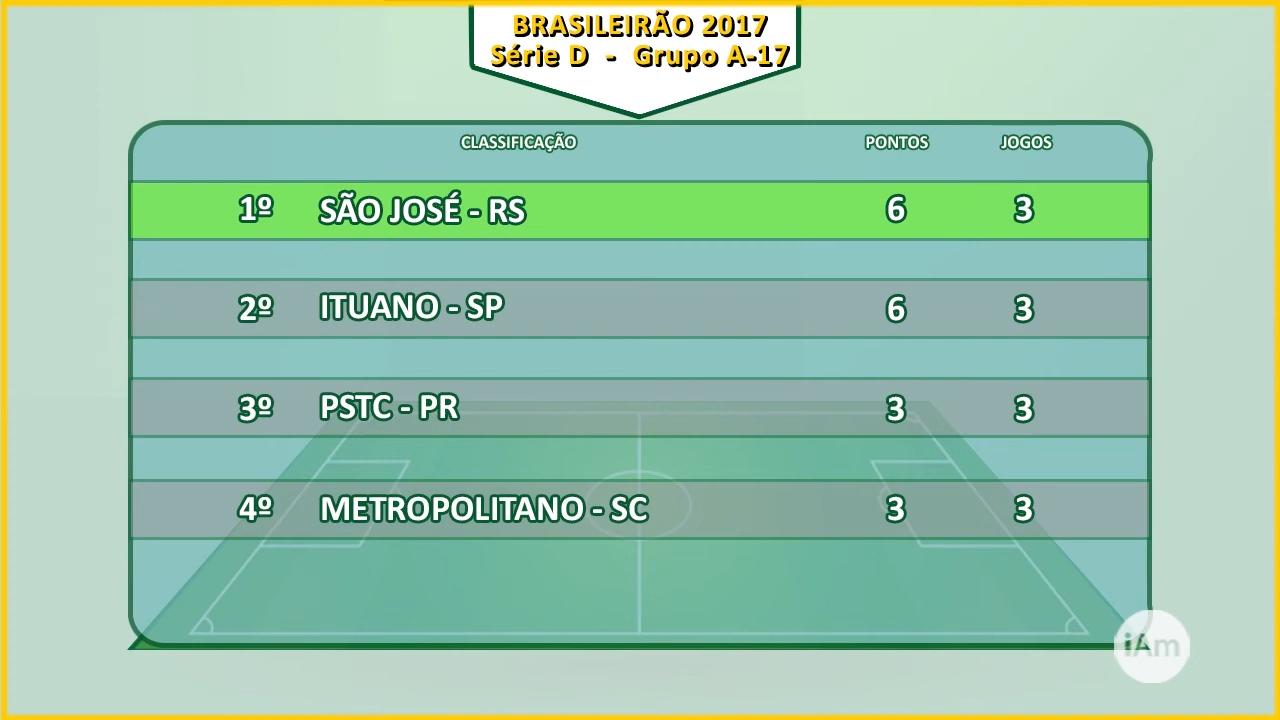 BRASILEIRÃO 2017
Série D - Grupo A-17
CLASSIFICAÇÃO PONTOS JOGOS
1º SÃO JOSÉ - RS 6 3
2º ITUANO - SP 6 3
3º PSTC - PR 3 3
4º METROPOLITANO - SC 3 3
iAm